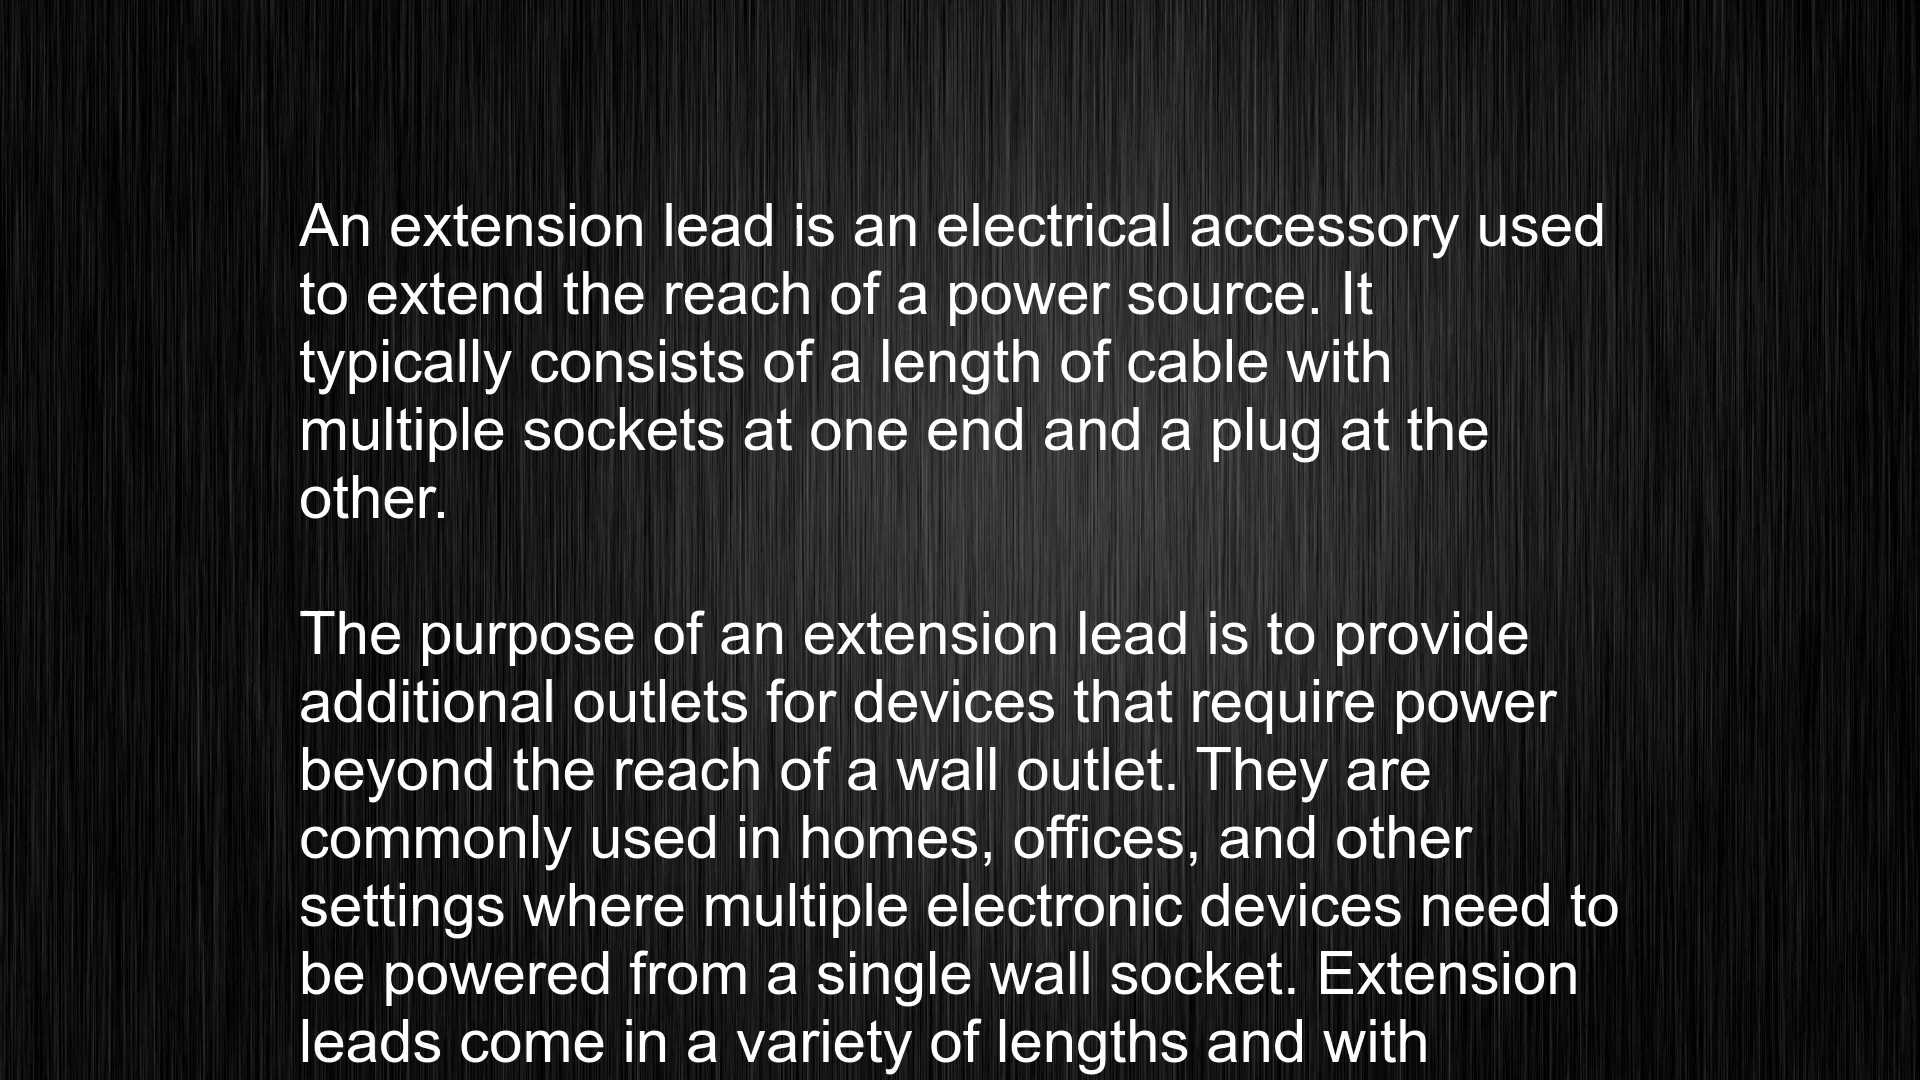 An extension lead is an electrical accessory used
to extend the reach of a power source. It
typically consists of a length of cable with
multiple sockets at one end and a plug at the
other.
The purpose of an extension lead is to provide
additional outlets for devices that require power
beyond the reach of a wall outlet. They are
commonly used in homes, offices, and other
settings where multiple electronic devices need to
be powered from a single wall socket. Extension
leads come in a variety of lengths and with